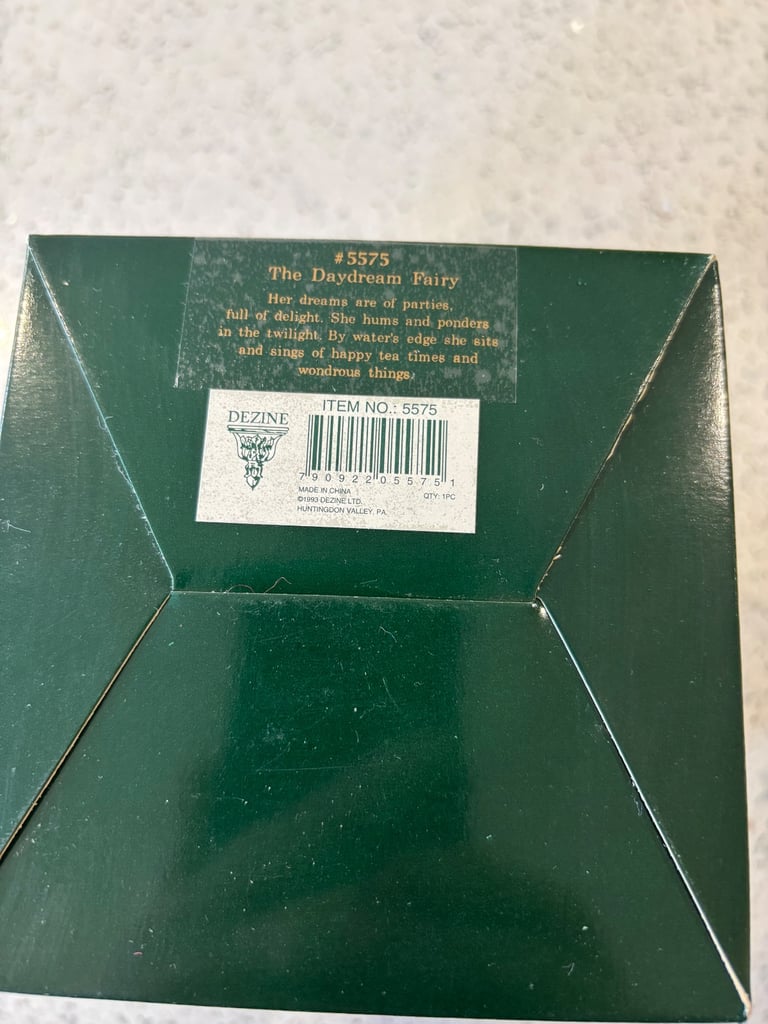 #5575
The Daydream Fairy
Her dreams are of parties,
full of delight. She hums and ponders
in the twilight. By water's edge she sits
and sings of happy tea times and
wondrous things.
DEZINE
ITEM NO.: 5575
7 90922 05575 1
MADE IN CHINA
QTY: 1PC
©1993 DEZINE LTD.
HUNTINGDON VALLEY, PA.